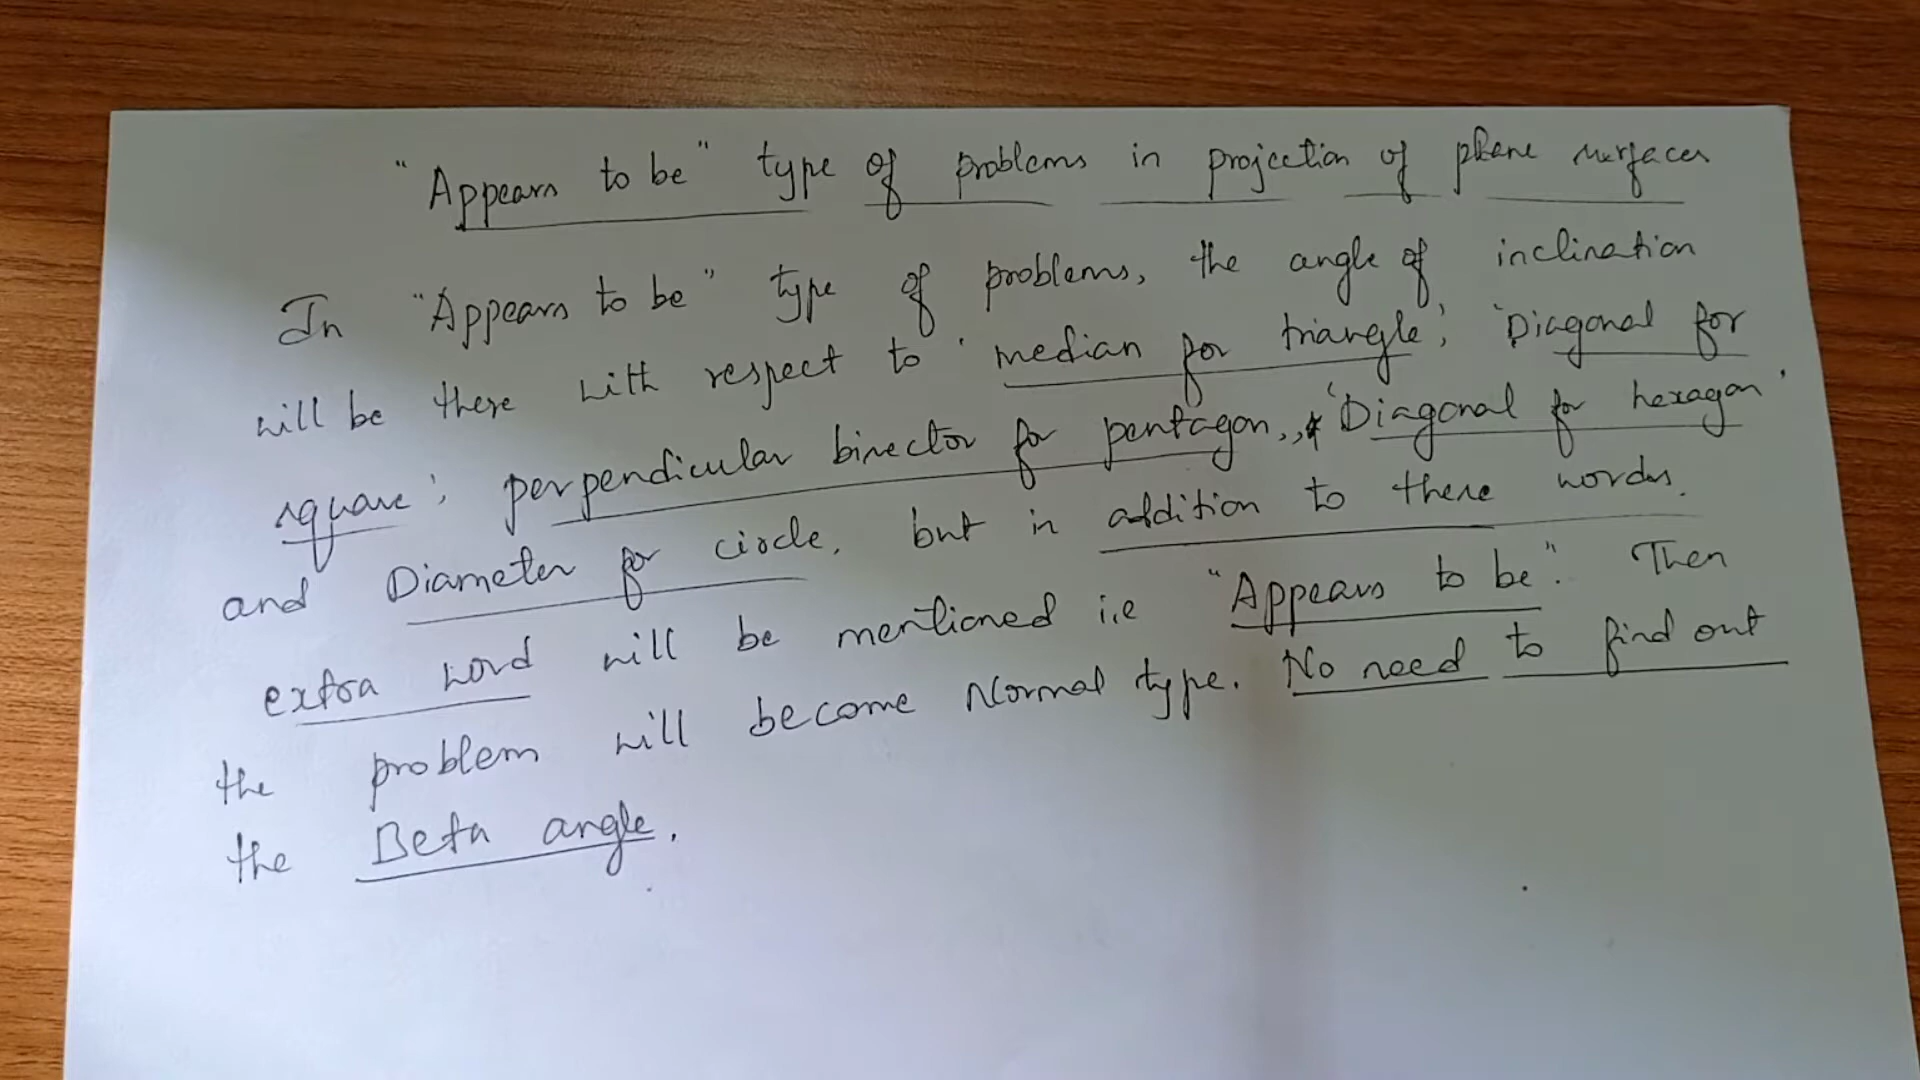 "Appears to be" type of problems in projection of plane surfaces
In "Appears to be" type of problems, the angle of inclination
will be there with respect to 'median for triangle', 'Diagonal for
square', perpendicular bisector for pentagon,, & 'Diagonal for hexagon'
and Diameter for circle, but in addition to these words.
extra word will be mentioned i.e "Appears to be". Then
the problem will become Normal type. No need to find out
the Beta angle.